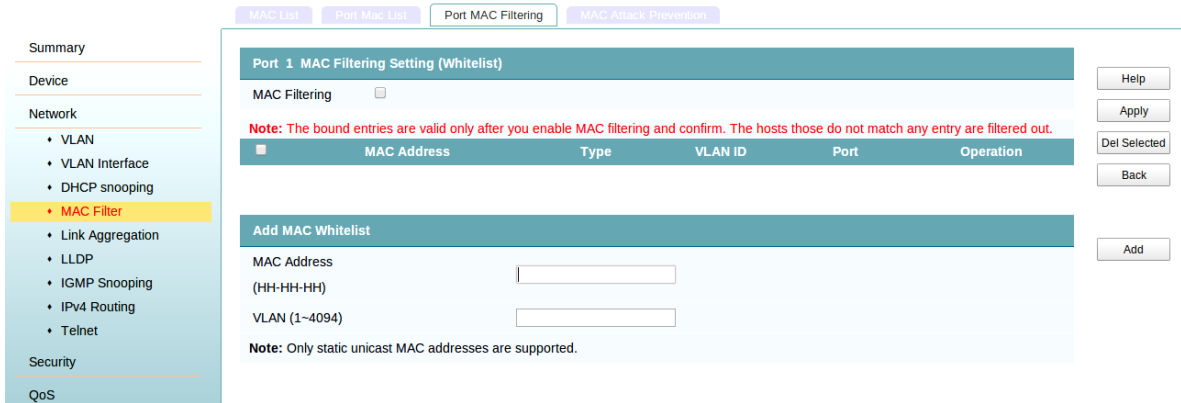 MAC List Port Mac List Port MAC Filtering MAC Attack Prevention
Summary
Device
Network
VLAN
VLAN Interface
DHCP snooping
MAC Filter
Link Aggregation
LLDP
IGMP Snooping
IPv4 Routing
Telnet
Security
QoS
Port 1 MAC Filtering Setting (Whitelist)
MAC Filtering
Note: The bound entries are valid only after you enable MAC filtering and confirm. The hosts those do not match any entry are filtered out.
MAC Address Type VLAN ID Port Operation
Add MAC Whitelist
MAC Address
(HH-HH-HH)
VLAN (1~4094)
Note: Only static unicast MAC addresses are supported.
Help
Apply
Del Selected
Back
Add